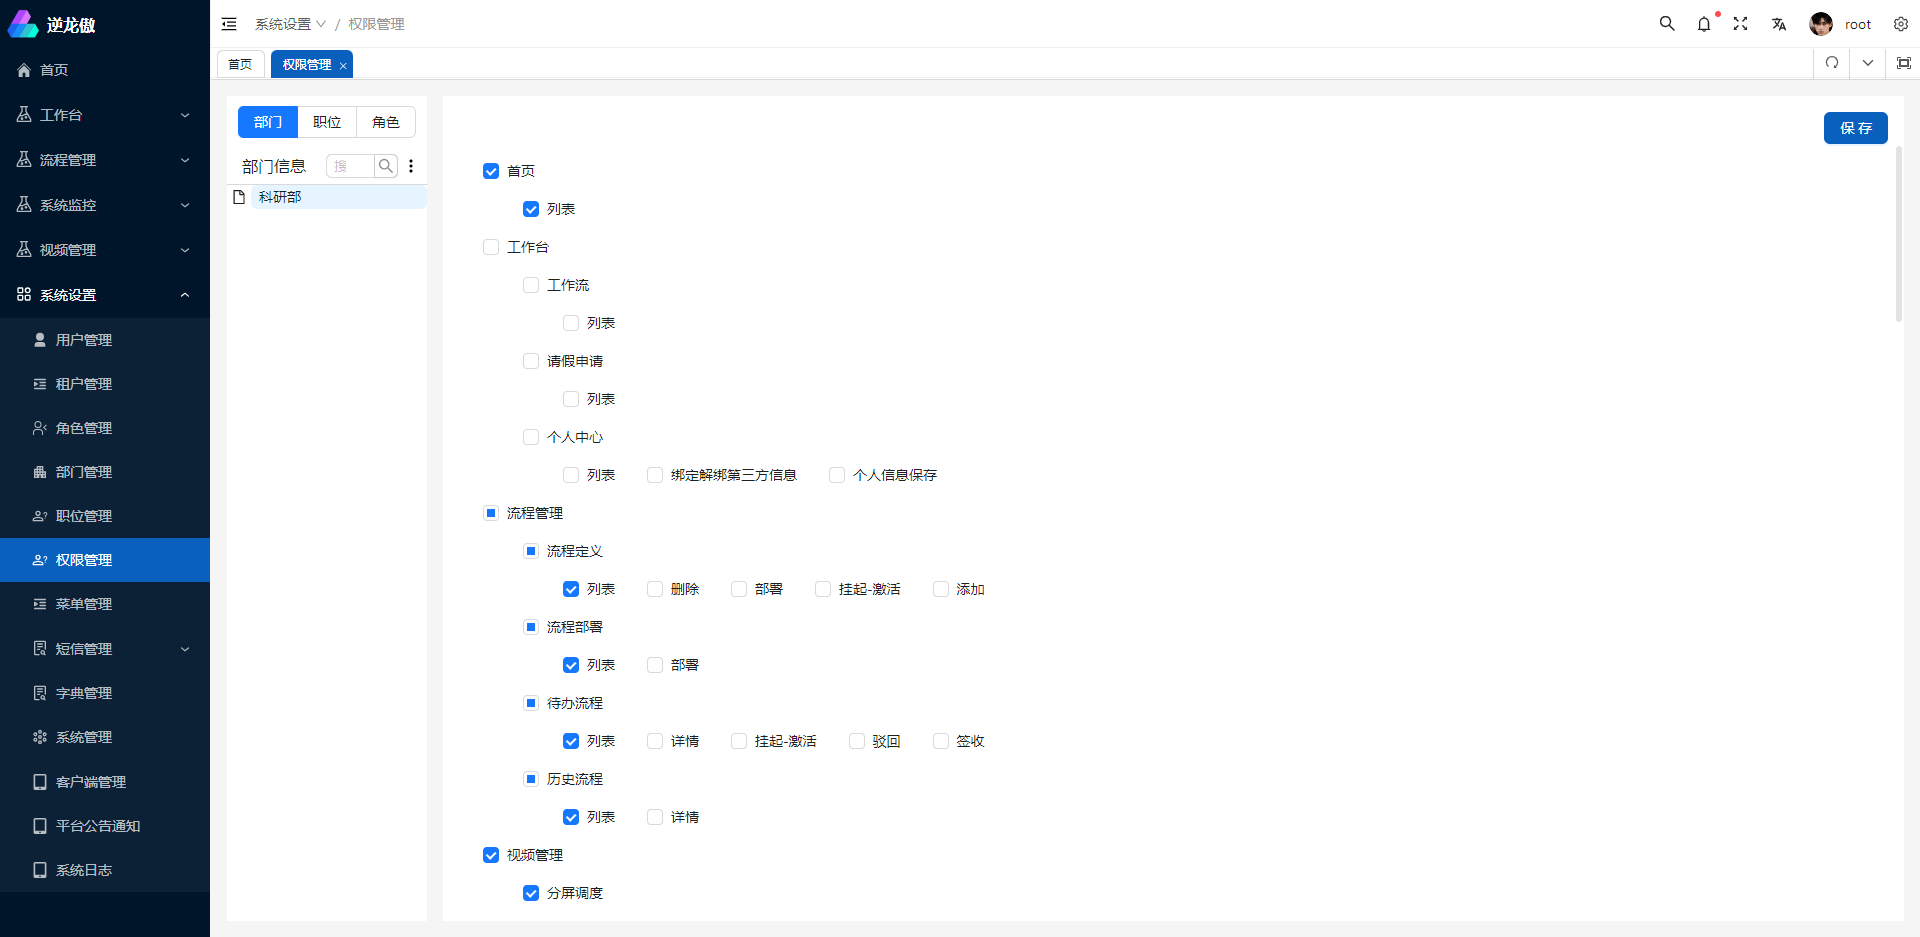 逆龙傲
首页
工作台
流程管理
系统监控
视频管理
系统设置
用户管理
租户管理
角色管理
部门管理
职位管理
权限管理
菜单管理
短信管理
字典管理
系统管理
客户端管理
平台公告通知
系统日志
系统设置 / 权限管理
root
首页 权限管理
部门 职位 角色
部门信息 搜
科研部
保 存
首页
列表
工作台
工作流
列表
请假申请
列表
个人中心
列表 绑定解绑第三方信息 个人信息保存
流程管理
流程定义
列表 删除 部署 挂起-激活 添加
流程部署
列表 部署
待办流程
列表 详情 挂起-激活 驳回 签收
历史流程
列表 详情
视频管理
分屏调度